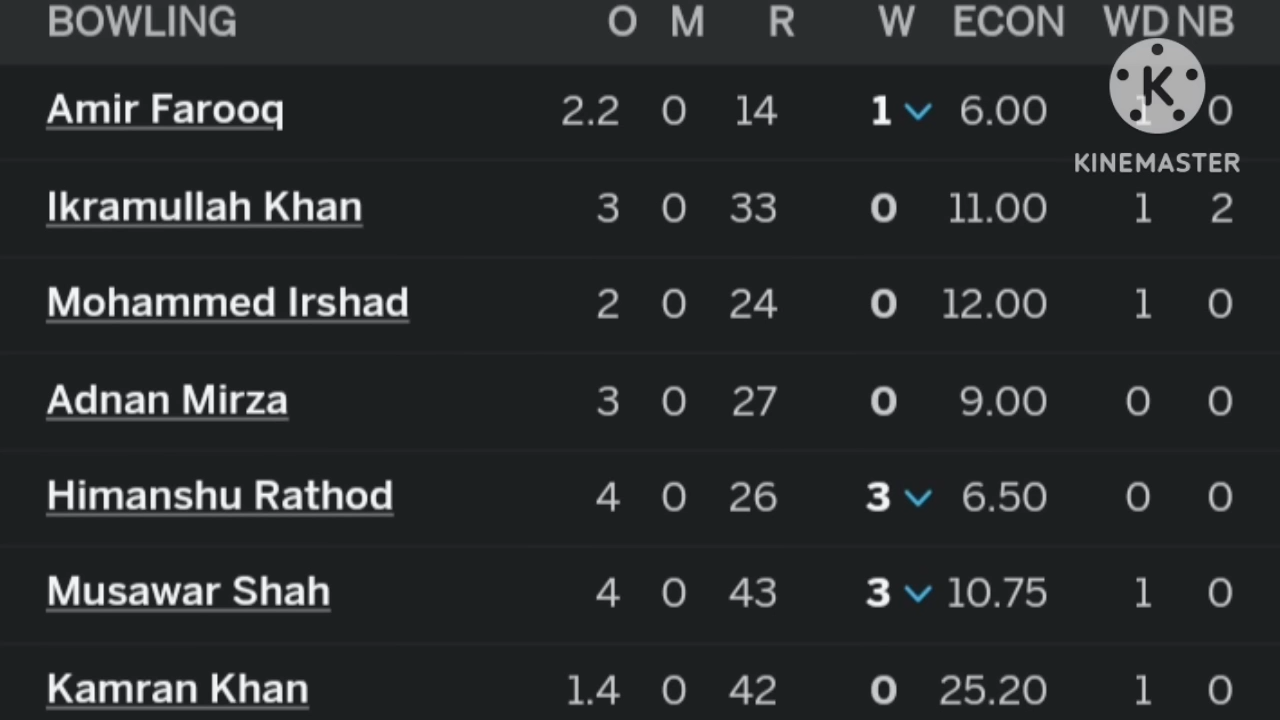 BOWLING O M R W ECON WD NB
Amir Farooq 2.2 0 14 1 6.00 1 0
K
KINEMASTER
Ikramullah Khan 3 0 33 0 11.00 1 2
Mohammed Irshad 2 0 24 0 12.00 1 0
Adnan Mirza 3 0 27 0 9.00 0 0
Himanshu Rathod 4 0 26 3 6.50 0 0
Musawar Shah 4 0 43 3 10.75 1 0
Kamran Khan 1.4 0 42 0 25.20 1 0